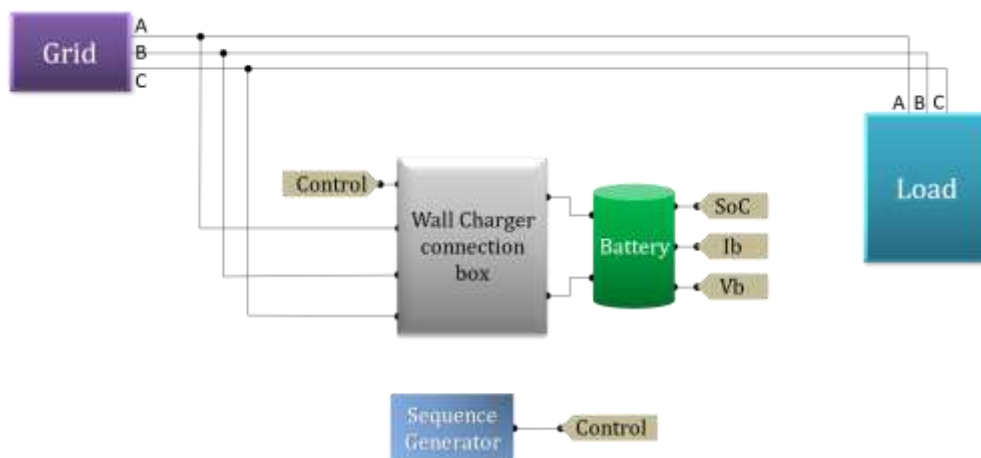 A
Grid
B
C
A B C
Control
Wall Charger
connection
box
Battery
SoC
Ib
Vb
Load
Sequence
Generator
Control